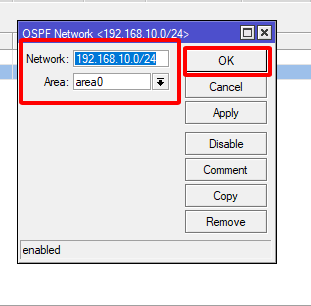 OSPF Network <192.168.10.0/24>
Network: 192.168.10.0/24
Area: area0
OK
Cancel
Apply
Disable
Comment
Copy
Remove
enabled